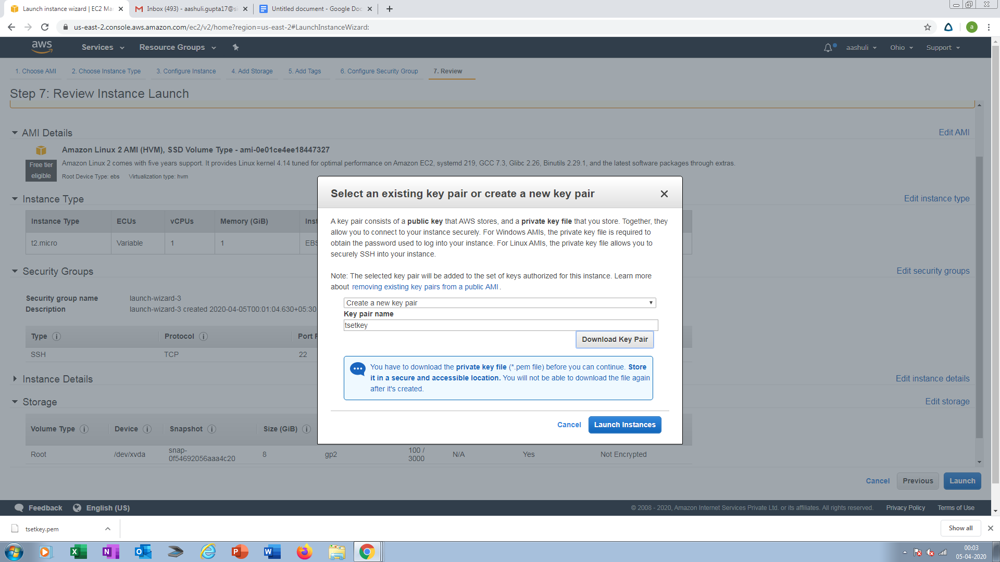 Launch instance wizard | EC2 Ma
Inbox (493) - aashuli.gupta17@s
Untitled document - Google Doc
us-east-2.console.aws.amazon.com/ec2/v2/home?region=us-east-2#LaunchInstanceWizard:
a
aws
Services
Resource Groups
aashuli
Ohio
Support
1. Choose AMI
2. Choose Instance Type
3. Configure Instance
4. Add Storage
5. Add Tags
6. Configure Security Group
7. Review
Step 7: Review Instance Launch
AMI Details
Edit AMI
Free tier
eligible
Amazon Linux 2 AMI (HVM), SSD Volume Type - ami-0e01ce4ee18447327
Amazon Linux 2 comes with five years support. It provides Linux kernel 4.14 tuned for optimal performance on Amazon EC2, systemd 219, GCC 7.3, Glibc 2.26, Binutils 2.29.1, and the latest software packages through extras.
Root Device Type: ebs Virtualization type: hvm
Instance Type
Edit instance type
Instance Type ECUs vCPUs Memory (GiB) Inst
t2.micro Variable 1 1 EBS
Security Groups
Edit security groups
Security group name launch-wizard-3
Description launch-wizard-3 created 2020-04-05T00:01:04.630+05:30
Type Protocol Port R
SSH TCP 22
Instance Details
Edit instance details
Storage
Edit storage
Volume Type Device Snapshot Size (GiB)
Root /dev/xvda snap-
0f54692056aaa4c20 8 gp2 100 /
3000 N/A Yes Not Encrypted
Select an existing key pair or create a new key pair
A key pair consists of a public key that AWS stores, and a private key file that you store. Together, they
allow you to connect to your instance securely. For Windows AMIs, the private key file is required to
obtain the password used to log into your instance. For Linux AMIs, the private key file allows you to
securely SSH into your instance.
Note: The selected key pair will be added to the set of keys authorized for this instance. Learn more
about removing existing key pairs from a public AMI .
Create a new key pair
Key pair name
tsetkey
Download Key Pair
You have to download the private key file (*.pem file) before you can continue. Store
it in a secure and accessible location. You will not be able to download the file again
after it's created.
Cancel
Launch Instances
Cancel
Previous
Launch
Feedback
English (US)
© 2008 - 2020, Amazon Internet Services Private Ltd. or its affiliates. All rights reserved.
Privacy Policy
Terms of Use
tsetkey.pem
Show all
00:03
05-04-2020